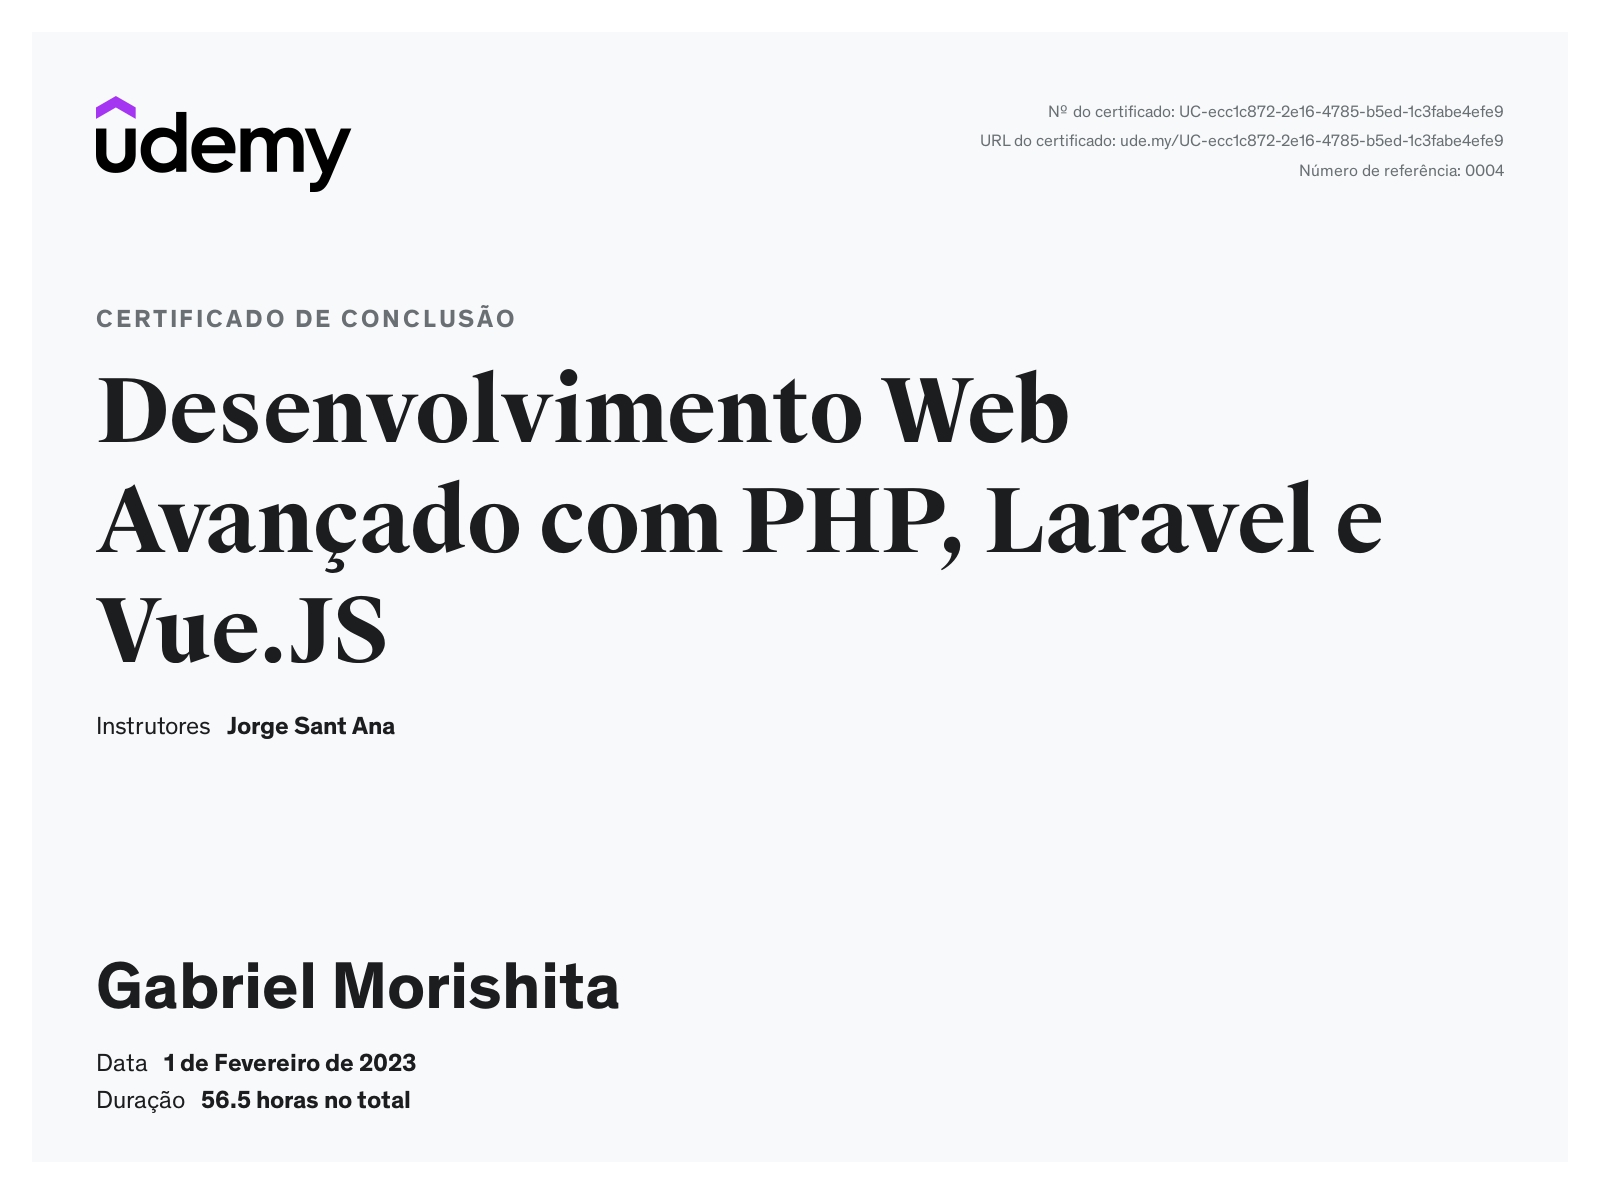 udemy
Nº do certificado: UC-ecc1c872-2e16-4785-b5ed-1c3fabe4efe9
URL do certificado: ude.my/UC-ecc1c872-2e16-4785-b5ed-1c3fabe4efe9
Número de referência: 0004
CERTIFICADO DE CONCLUSÃO
Desenvolvimento Web
Avançado com PHP, Laravel e
Vue.JS
Instrutores Jorge Sant Ana
Gabriel Morishita
Data 1 de Fevereiro de 2023
Duração 56.5 horas no total